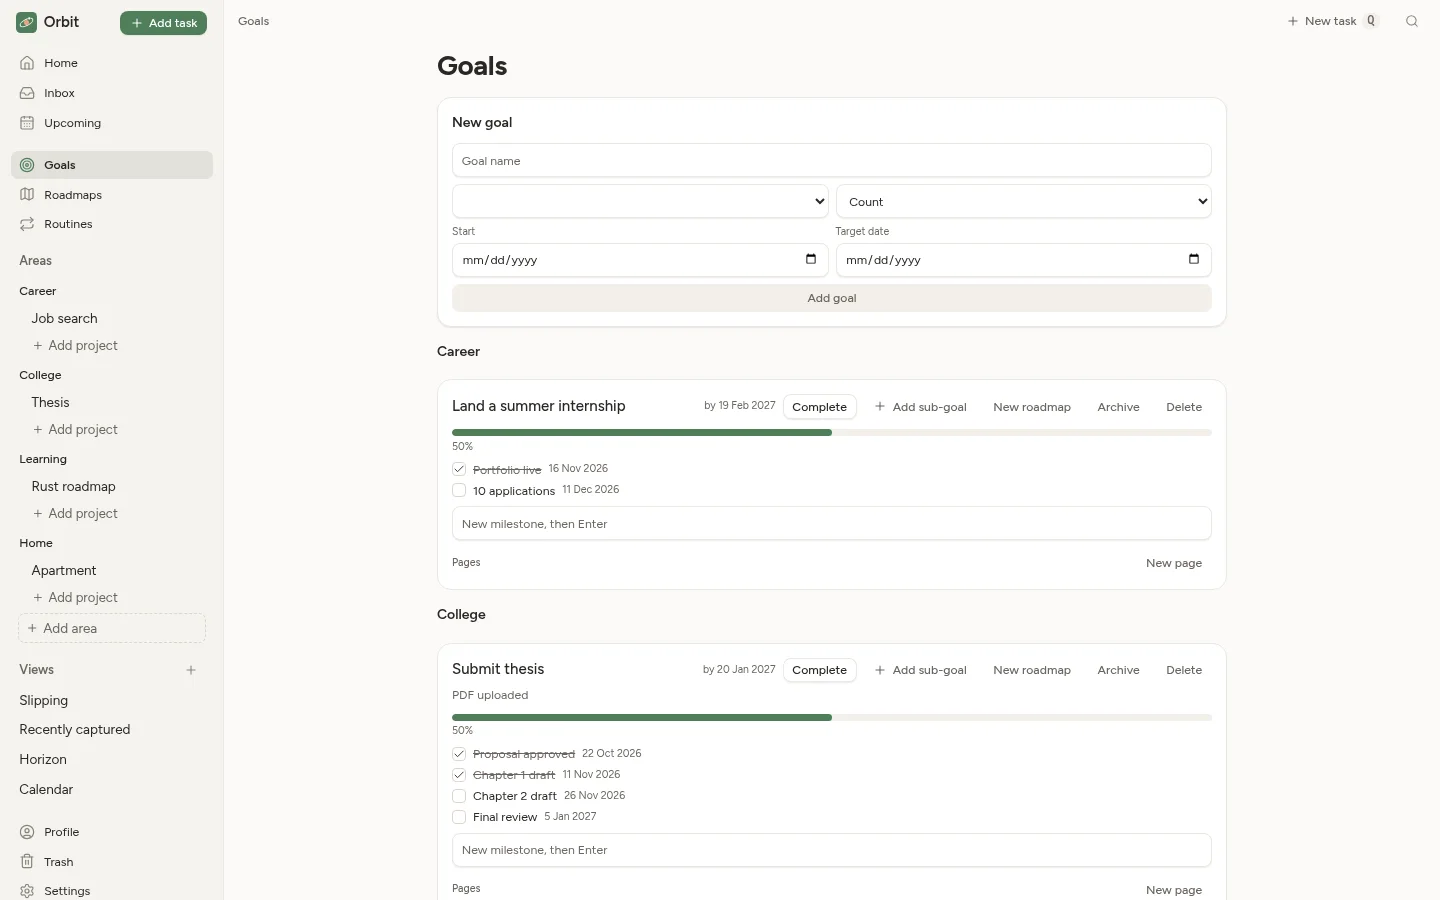 Orbit
Add task
Home
Inbox
Upcoming
Goals
Roadmaps
Routines
Areas
Career
Job search
Add project
College
Thesis
Add project
Learning
Rust roadmap
Add project
Home
Apartment
Add project
Add area
Views
Slipping
Recently captured
Horizon
Calendar
Profile
Trash
Settings
Goals
New task Q
Goals
New goal
Goal name
Count
Start
Target date
mm/dd/yyyy
mm/dd/yyyy
Add goal
Career
Land a summer internship
by 19 Feb 2027 Complete Add sub-goal New roadmap Archive Delete
50%
Portfolio live 16 Nov 2026
10 applications 11 Dec 2026
New milestone, then Enter
Pages New page
College
Submit thesis
by 20 Jan 2027 Complete Add sub-goal New roadmap Archive Delete
PDF uploaded
50%
Proposal approved 22 Oct 2026
Chapter 1 draft 11 Nov 2026
Chapter 2 draft 26 Nov 2026
Final review 5 Jan 2027
New milestone, then Enter
Pages New page